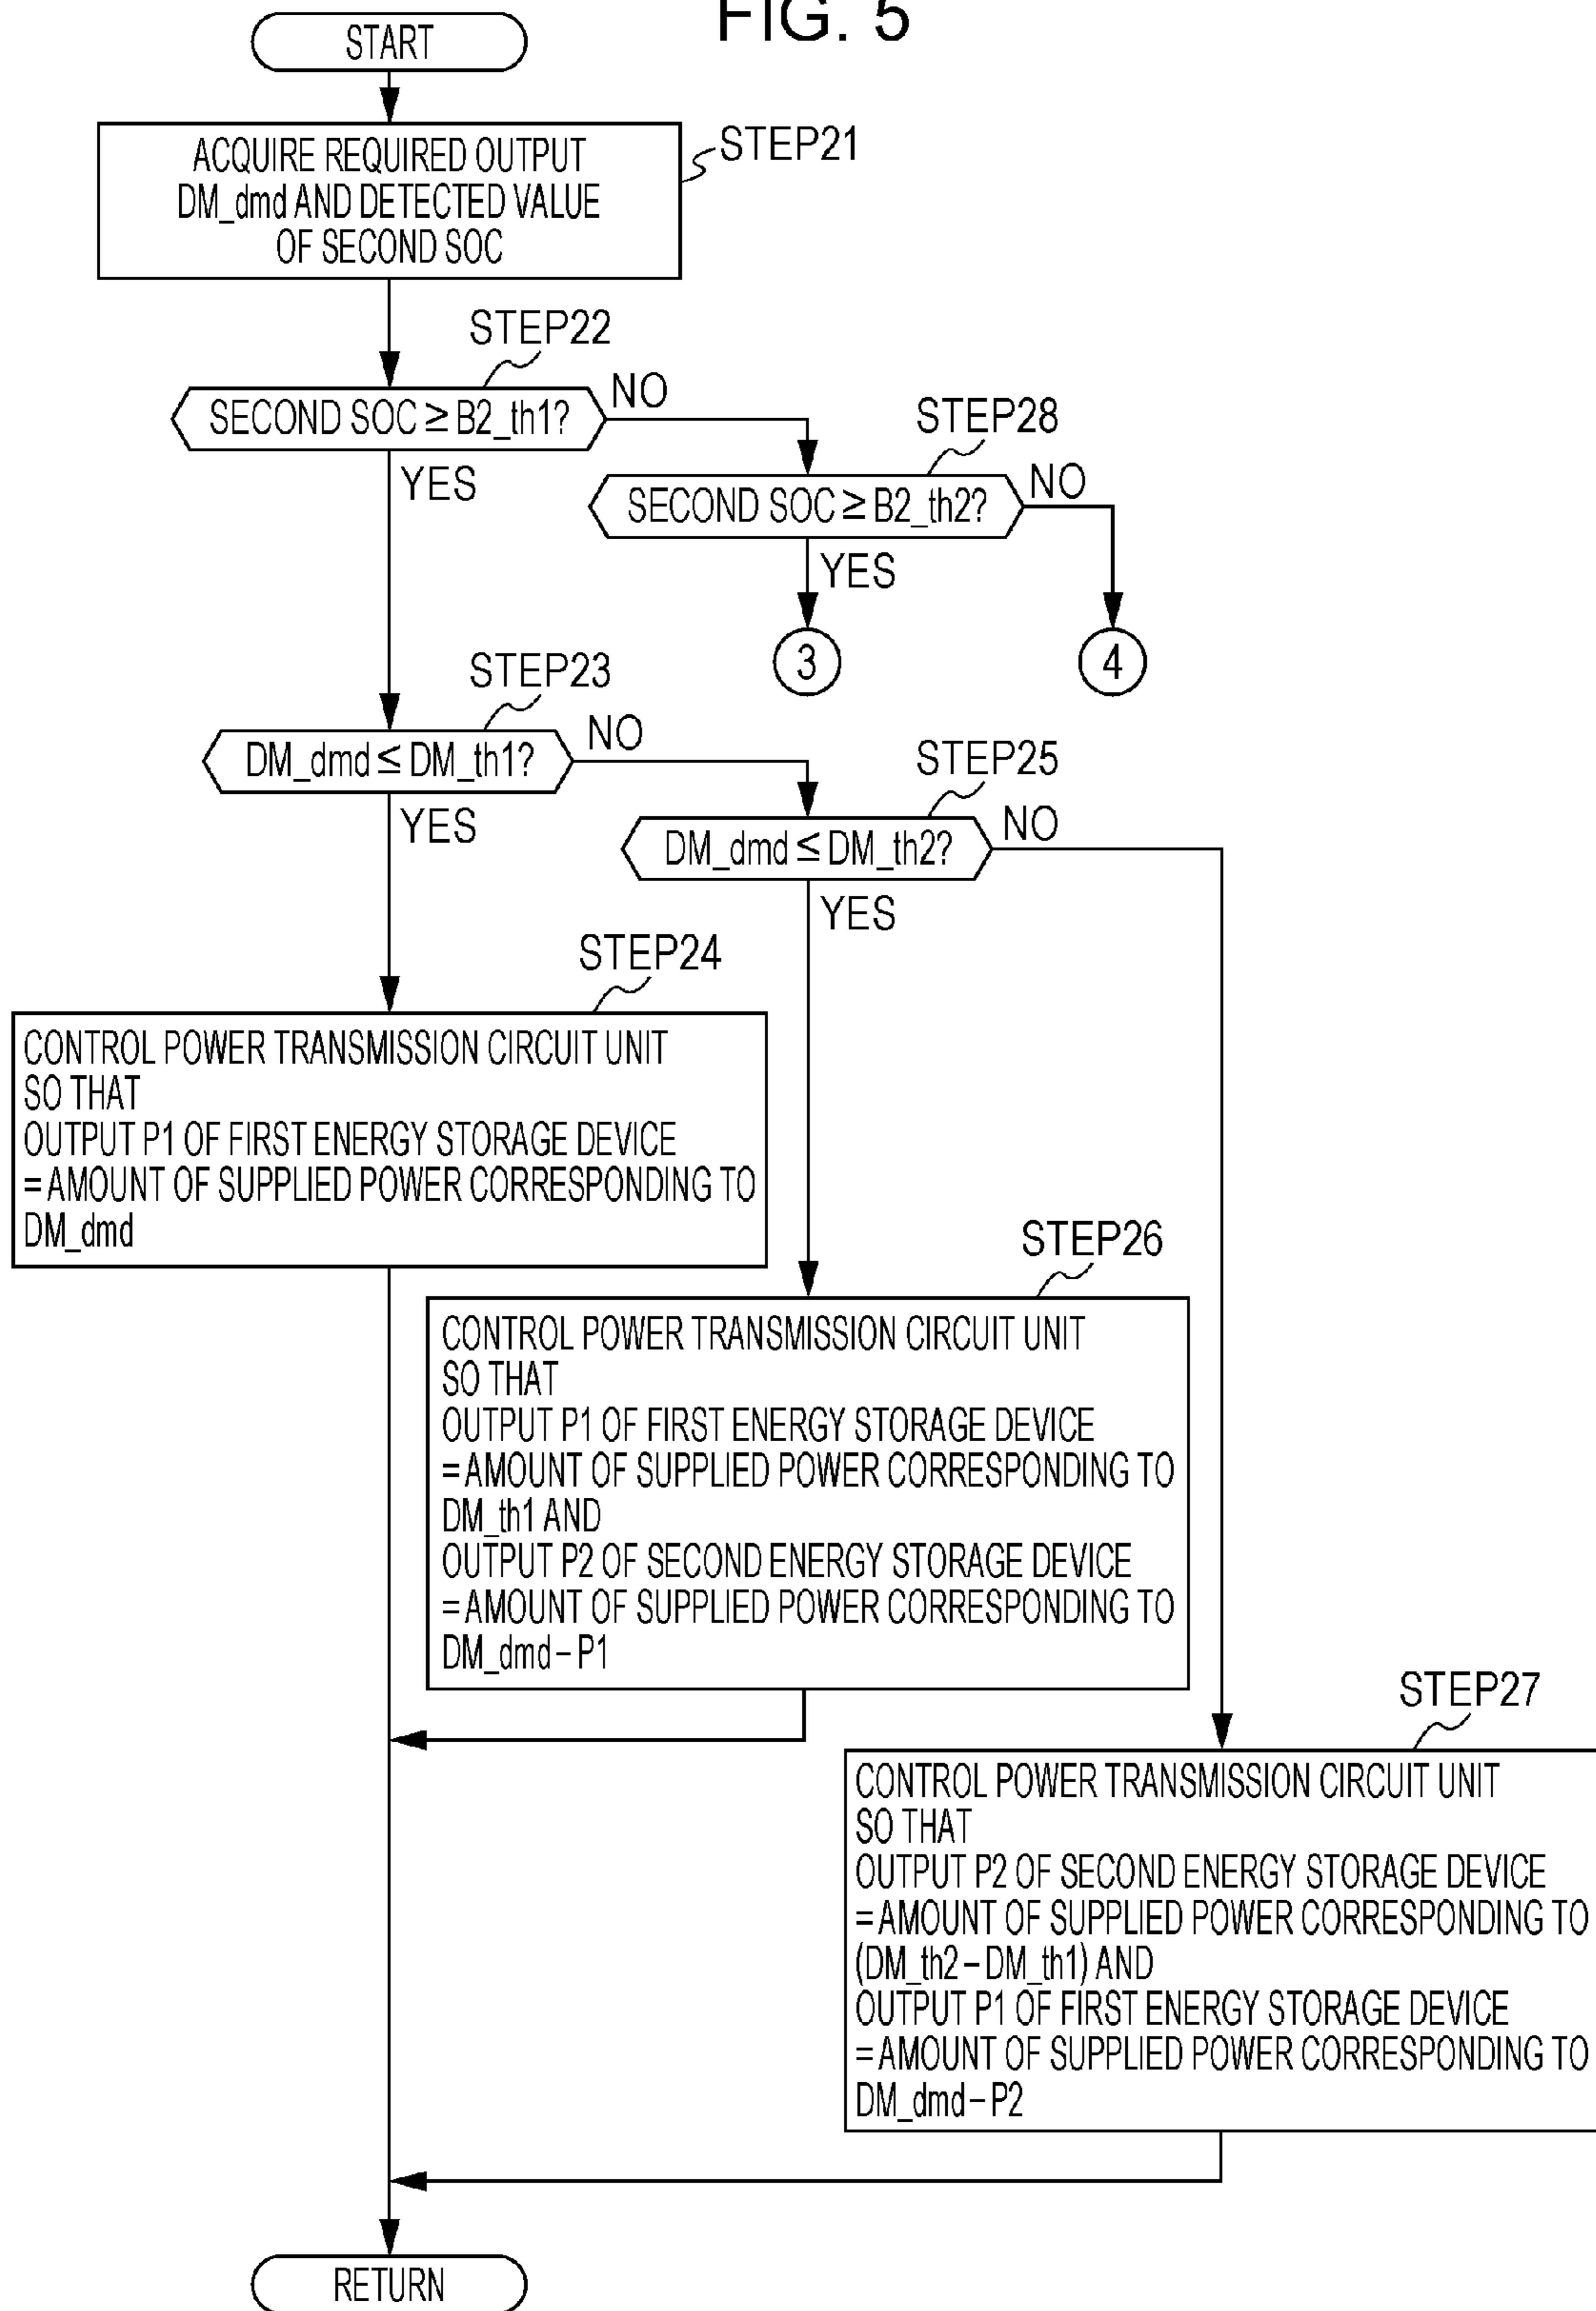 FIG. 5
START
ACQUIRE REQUIRED OUTPUT
DM_dmd AND DETECTED VALUE
OF SECOND SOC
STEP21
STEP22
SECOND SOC ≥ B2_th1?
NO
YES
STEP28
SECOND SOC ≥ B2_th2?
NO
YES
3
4
STEP23
DM_dmd ≤ DM_th1?
NO
YES
STEP25
DM_dmd ≤ DM_th2?
NO
YES
STEP24
CONTROL POWER TRANSMISSION CIRCUIT UNIT
SO THAT
OUTPUT P1 OF FIRST ENERGY STORAGE DEVICE
= AMOUNT OF SUPPLIED POWER CORRESPONDING TO
DM_dmd
STEP26
CONTROL POWER TRANSMISSION CIRCUIT UNIT
SO THAT
OUTPUT P1 OF FIRST ENERGY STORAGE DEVICE
= AMOUNT OF SUPPLIED POWER CORRESPONDING TO
DM_th1 AND
OUTPUT P2 OF SECOND ENERGY STORAGE DEVICE
= AMOUNT OF SUPPLIED POWER CORRESPONDING TO
DM_dmd – P1
STEP27
CONTROL POWER TRANSMISSION CIRCUIT UNIT
SO THAT
OUTPUT P2 OF SECOND ENERGY STORAGE DEVICE
= AMOUNT OF SUPPLIED POWER CORRESPONDING TO
(DM_th2 – DM_th1) AND
OUTPUT P1 OF FIRST ENERGY STORAGE DEVICE
= AMOUNT OF SUPPLIED POWER CORRESPONDING TO
DM_dmd – P2
RETURN